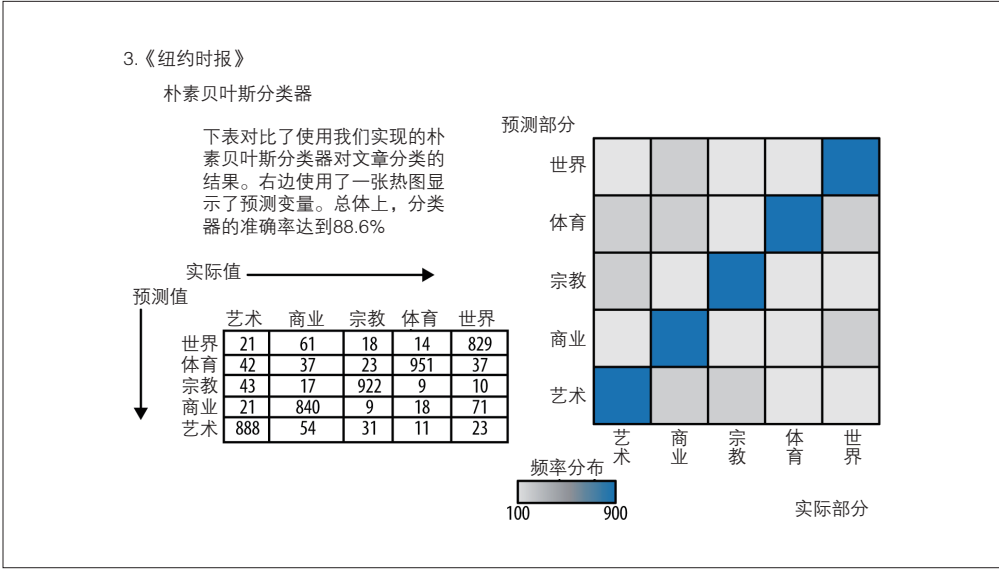 3.《纽约时报》
朴素贝叶斯分类器
下表对比了使用我们实现的朴
素贝叶斯分类器对文章分类的
结果。右边使用了一张热图显
示了预测变量。总体上，分类
器的准确率达到88.6%
实际值
预测值
艺术 商业 宗教 体育 世界
世界 21 61 18 14 829
体育 42 37 23 951 37
宗教 43 17 922 9 10
商业 21 840 9 18 71
艺术 888 54 31 11 23
预测部分
世界
体育
宗教
商业
艺术
艺术 商业 宗教 体育 世界
频率分布
100 900
实际部分